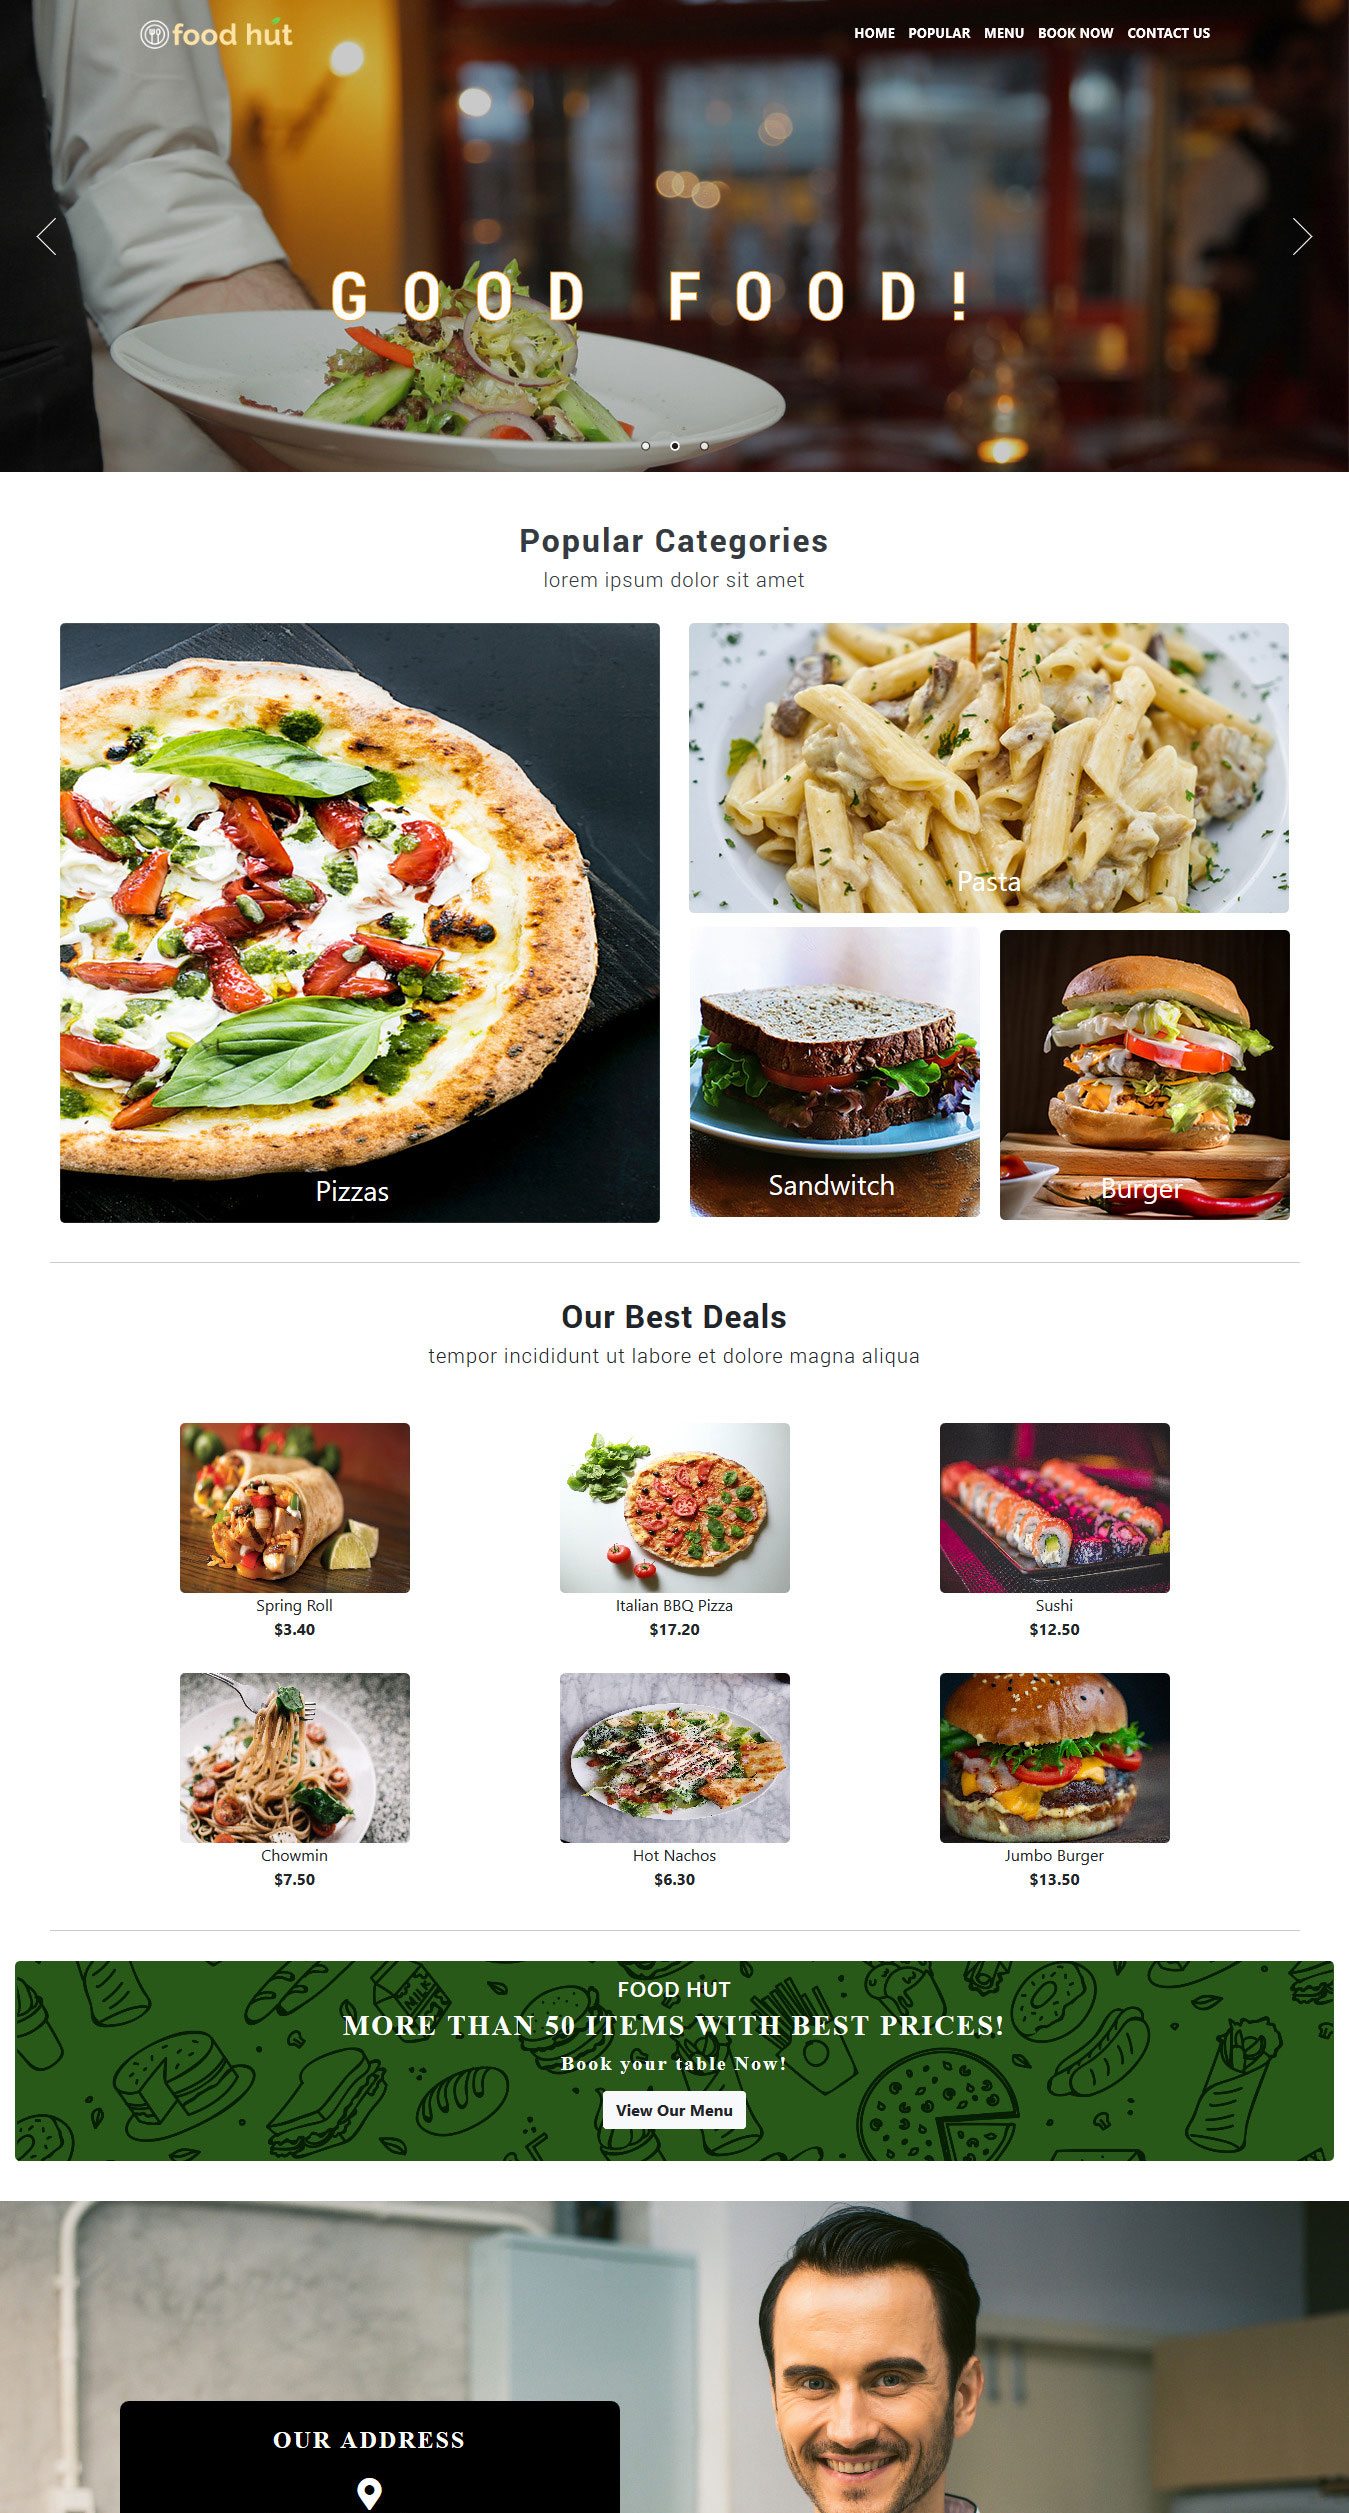 food hut
HOME POPULAR MENU BOOK NOW CONTACT US
GOOD FOOD!
Popular Categories
lorem ipsum dolor sit amet
Pasta
Pizzas
Sandwitch
Burger
Our Best Deals
tempor incididunt ut labore et dolore magna aliqua
Spring Roll
$3.40
Italian BBQ Pizza
$17.20
Sushi
$12.50
Chowmin
$7.50
Hot Nachos
$6.30
Jumbo Burger
$13.50
FOOD HUT
MORE THAN 50 ITEMS WITH BEST PRICES!
Book your table Now!
View Our Menu
OUR ADDRESS